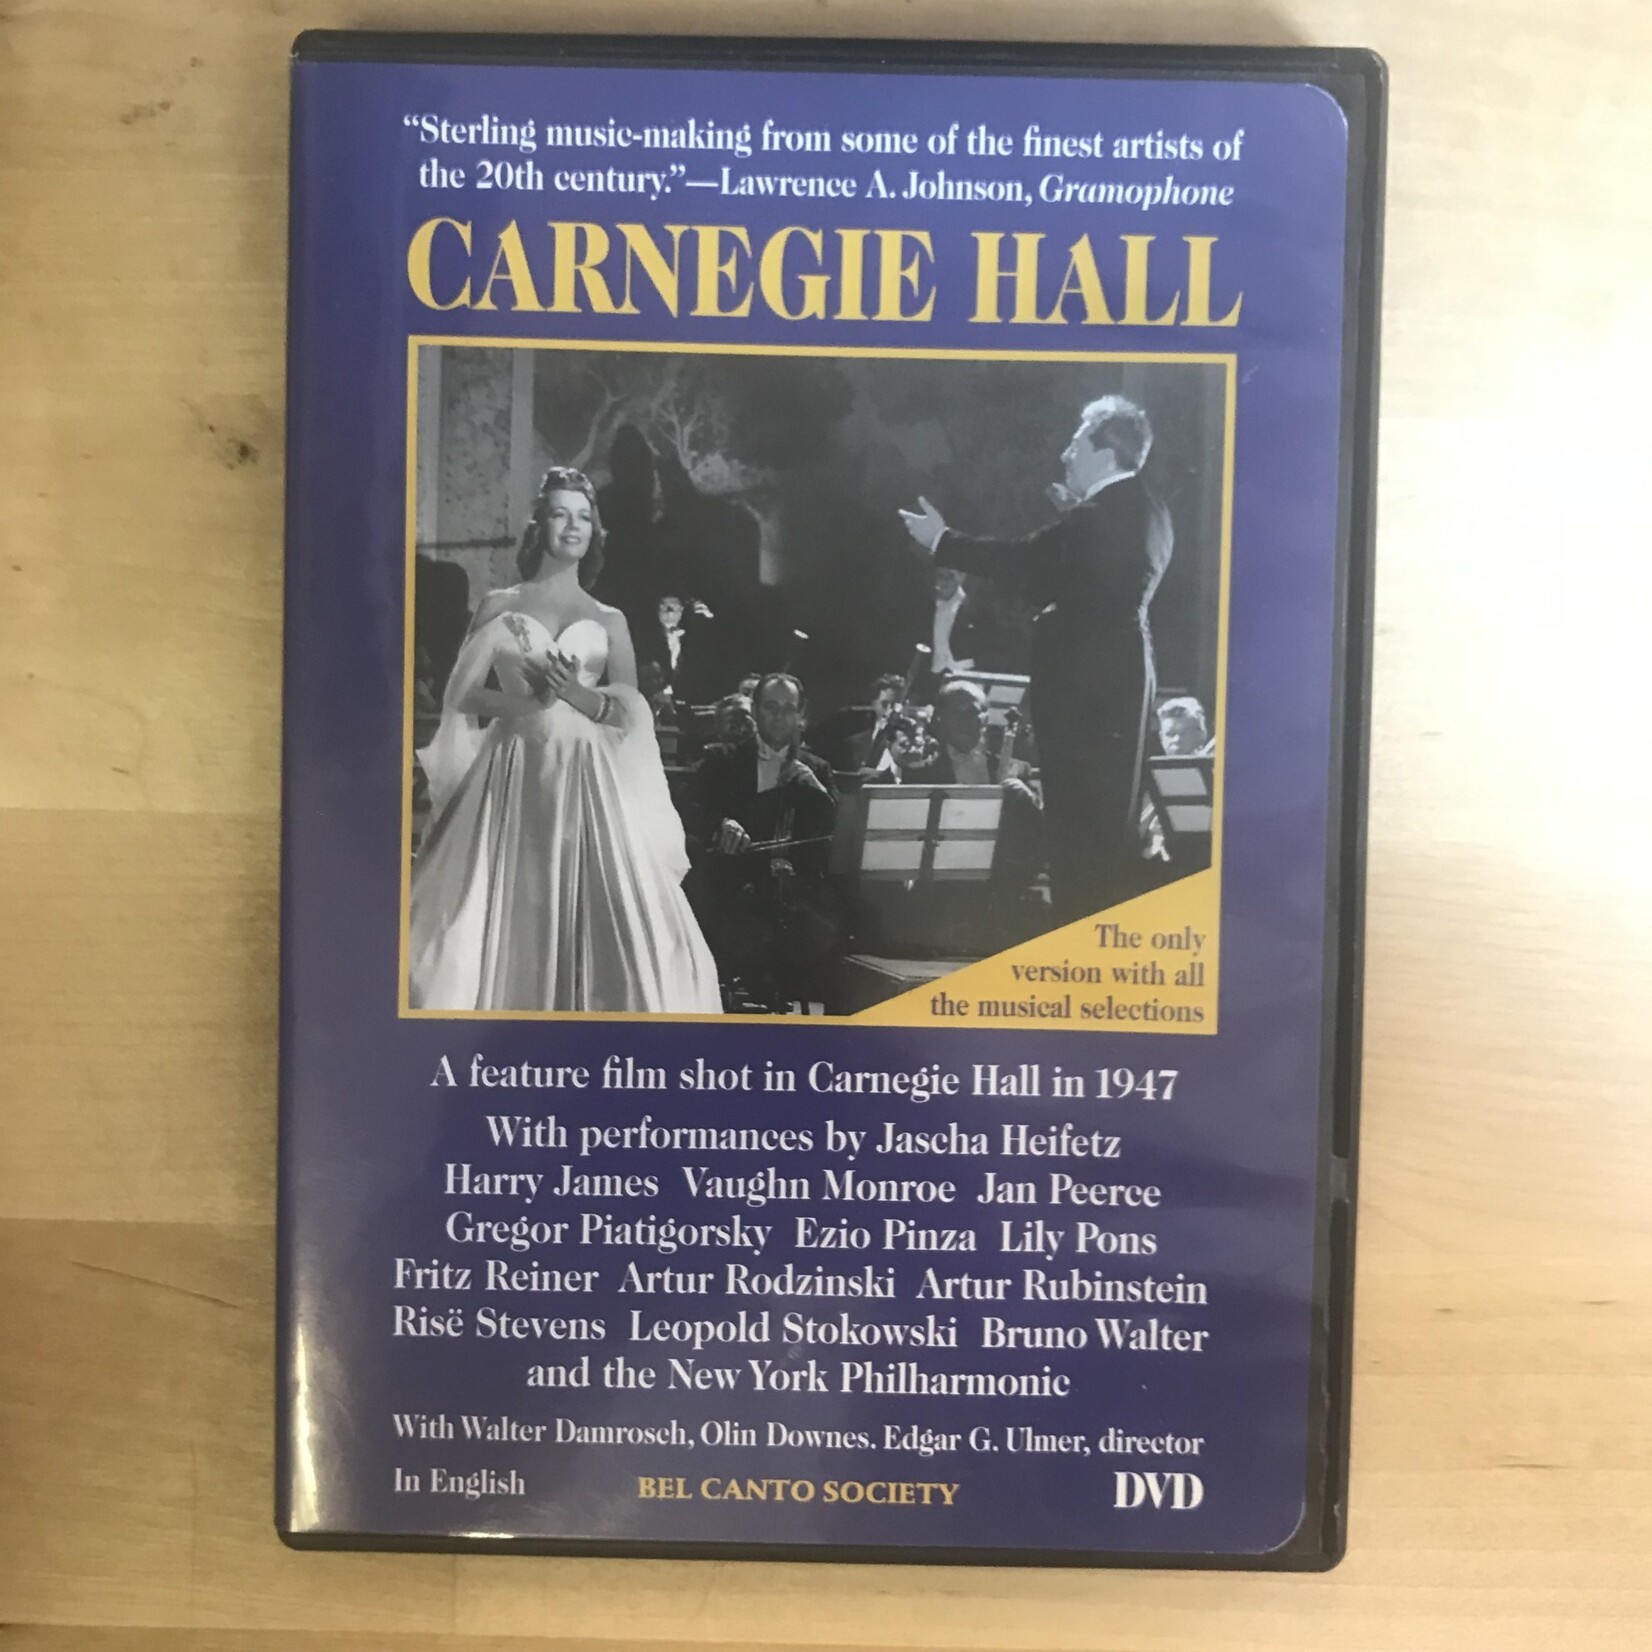 “Sterling music-making from some of the finest artists of
the 20th century.”—Lawrence A. Johnson, Gramophone
CARNEGIE HALL
The only
version with all
the musical selections
A feature film shot in Carnegie Hall in 1947
With performances by Jascha Heifetz
Harry James Vaughn Monroe Jan Peerce
Gregor Piatigorsky Ezio Pinza Lily Pons
Fritz Reiner Artur Rodzinski Artur Rubinstein
Risë Stevens Leopold Stokowski Bruno Walter
and the New York Philharmonic
With Walter Damrosch, Olin Downes. Edgar G. Ulmer, director
In English BEL CANTO SOCIETY DVD